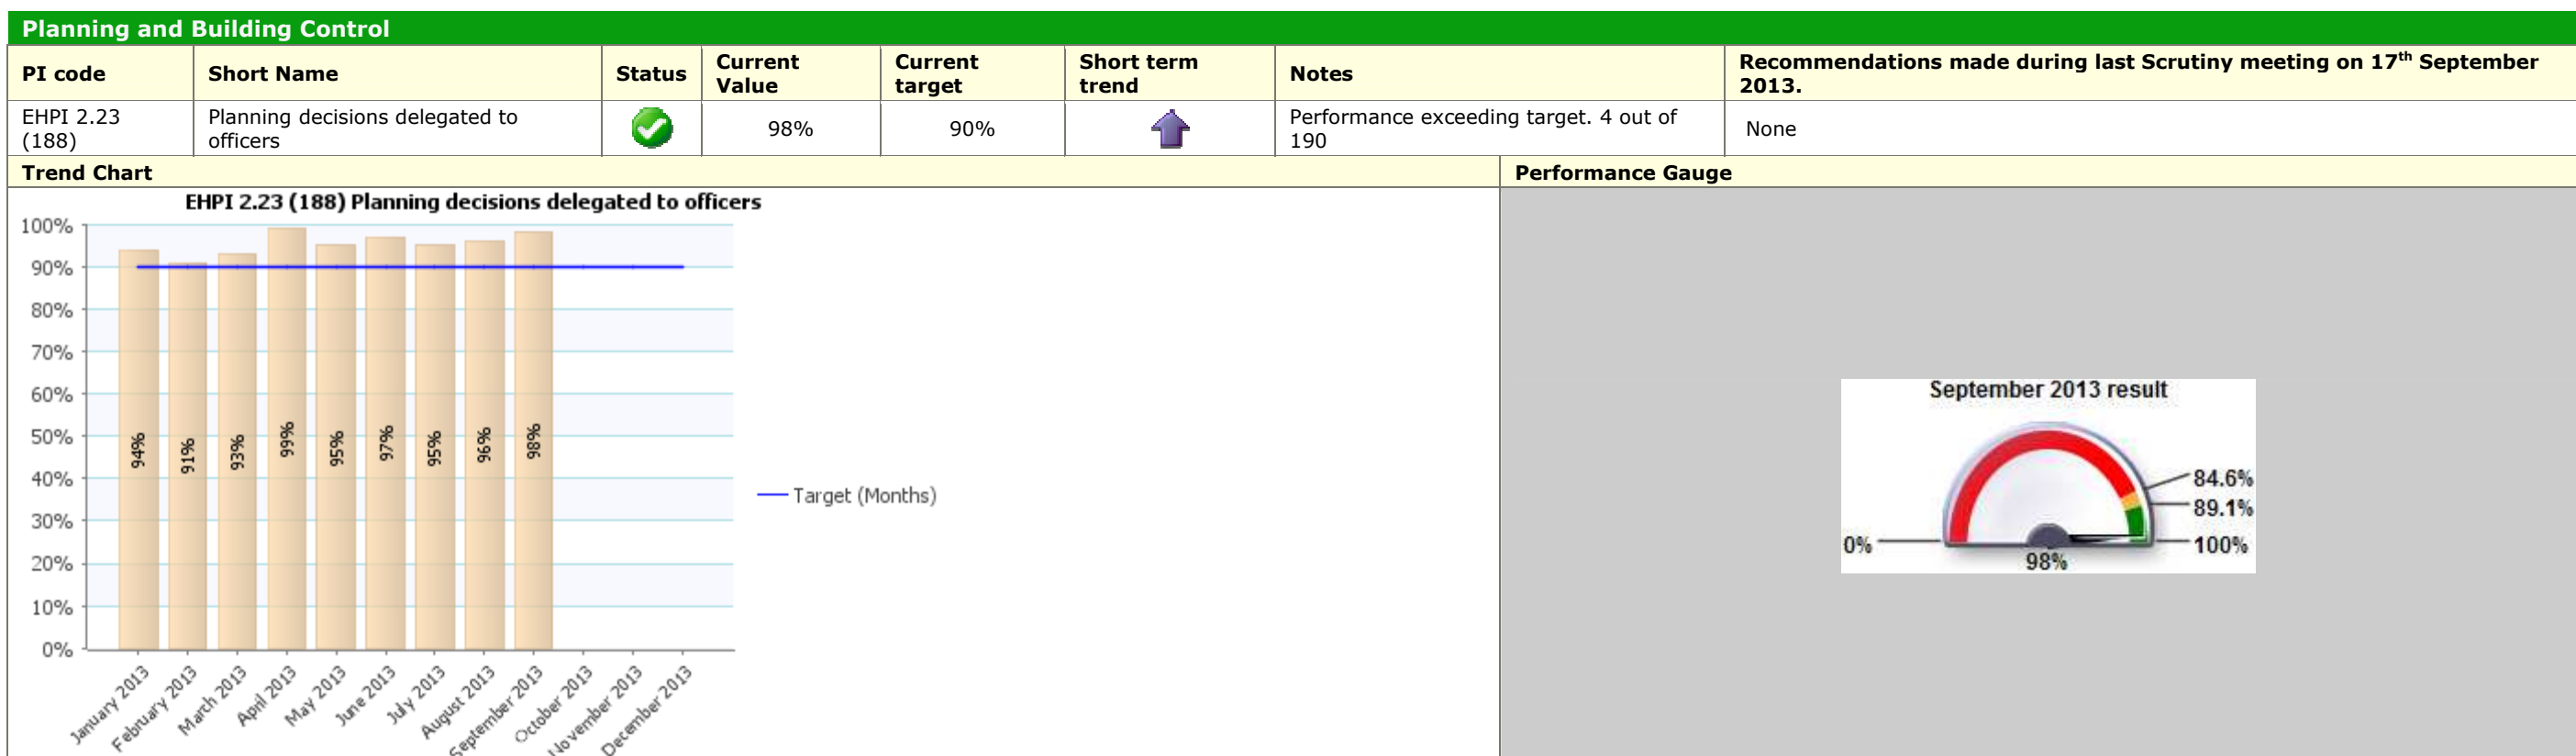 Planning and Building Control
PI code
Short Name
Status
Current
Value
Current
target
Short term
trend
Notes
Recommendations made during last Scrutiny meeting on 17th September
2013.
EHPI 2.23
(188)
Planning decisions delegated to
officers
98%
90%
Performance exceeding target. 4 out of
190
None
Trend Chart
Performance Gauge
EHPI 2.23 (188) Planning decisions delegated to officers
100%
90%
80%
70%
60%
50%
40%
30%
20%
10%
0%
94%
91%
93%
99%
95%
97%
95%
96%
98%
January 2013
February 2013
March 2013
April 2013
May 2013
June 2013
July 2013
August 2013
September 2013
October 2013
November 2013
December 2013
Target (Months)
September 2013 result
84.6%
89.1%
0%
100%
98%